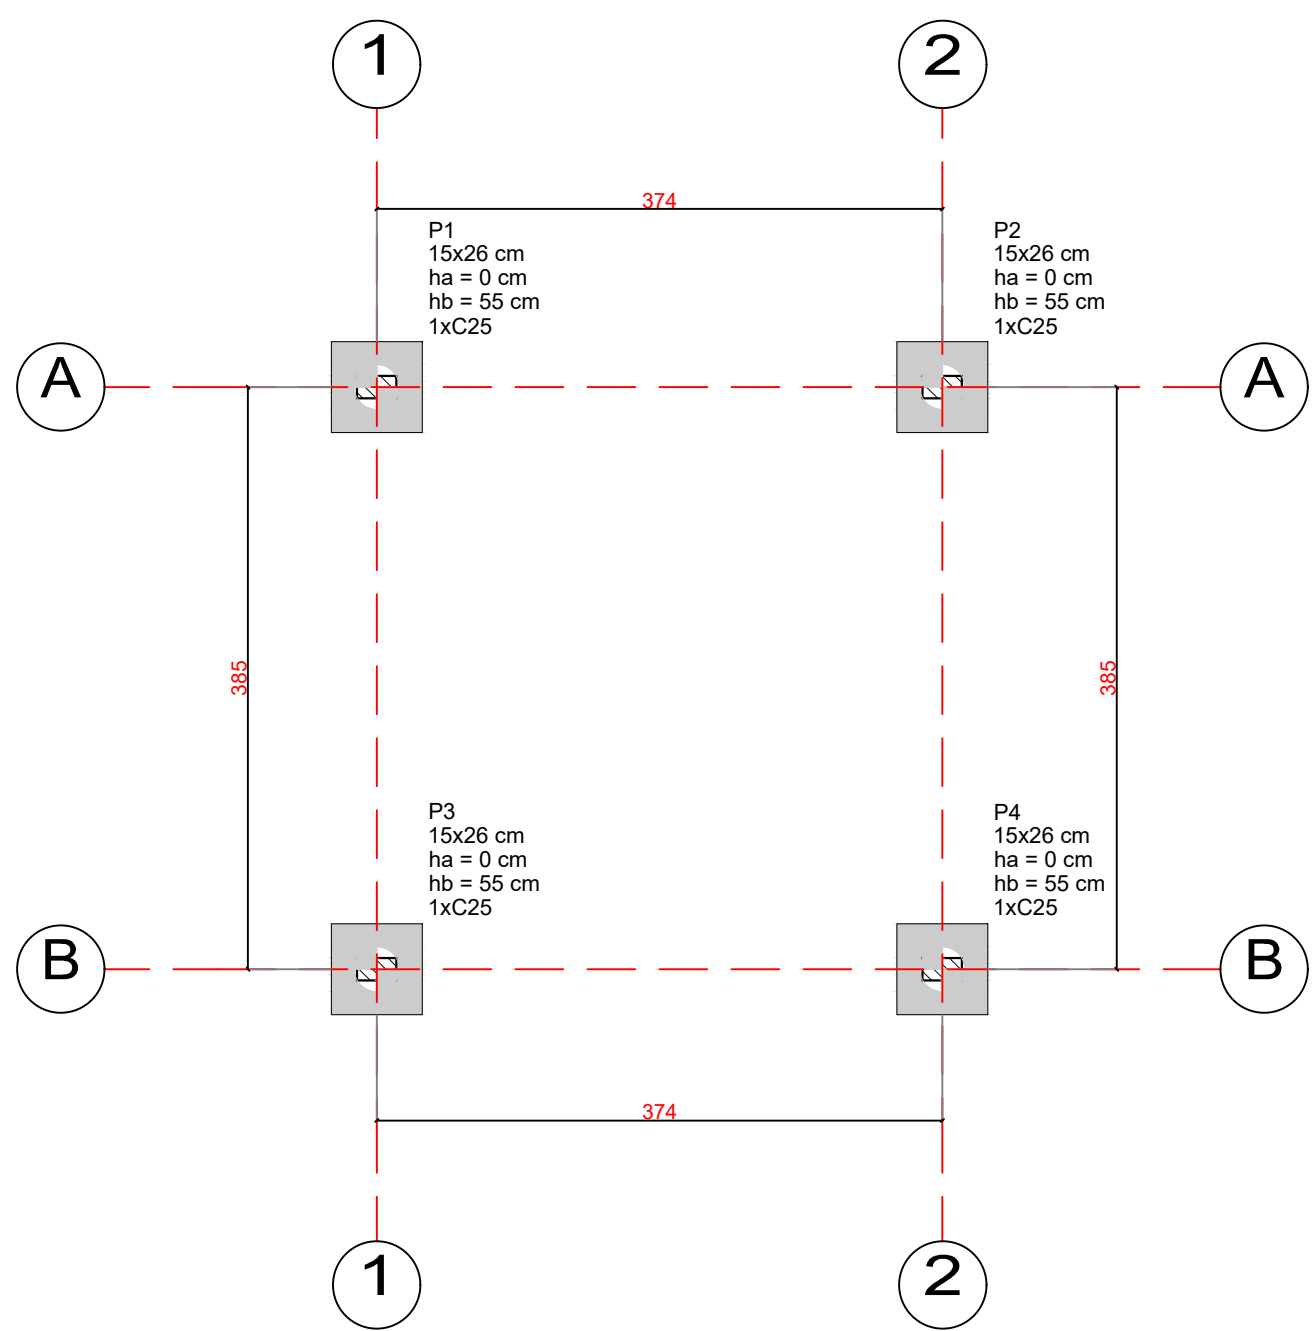 1
2
374
P1
15x26 cm
ha = 0 cm
hb = 55 cm
1xC25
P2
15x26 cm
ha = 0 cm
hb = 55 cm
1xC25
A
A
385
385
P3
15x26 cm
ha = 0 cm
hb = 55 cm
1xC25
P4
15x26 cm
ha = 0 cm
hb = 55 cm
1xC25
B
B
374
1
2